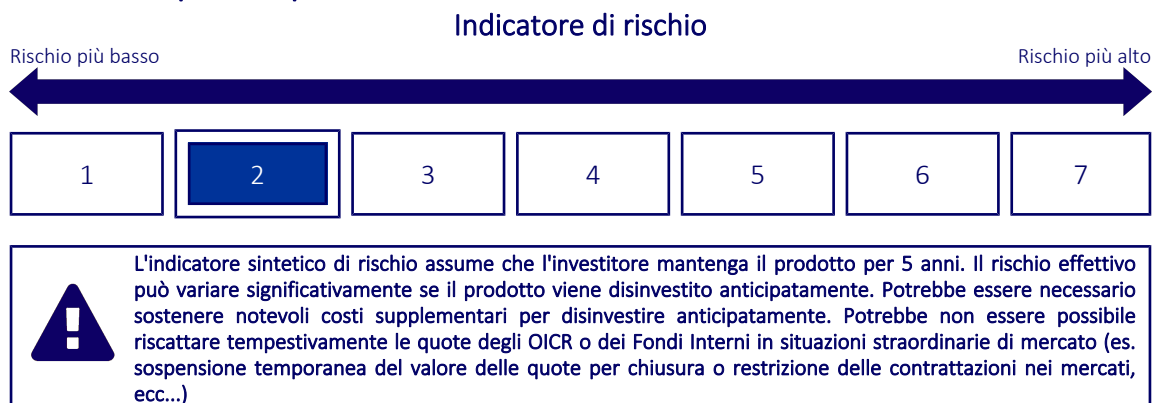 Indicatore di rischio
Rischio più basso Rischio più alto
1 2 3 4 5 6 7
L'indicatore sintetico di rischio assume che l'investitore mantenga il prodotto per 5 anni. Il rischio effettivo
può variare significativamente se il prodotto viene disinvestito anticipatamente. Potrebbe essere necessario
sostenere notevoli costi supplementari per disinvestire anticipatamente. Potrebbe non essere possibile
riscattare tempestivamente le quote degli OICR o dei Fondi Interni in situazioni straordinarie di mercato (es.
sospensione temporanea del valore delle quote per chiusura o restrizione delle contrattazioni nei mercati,
ecc...)